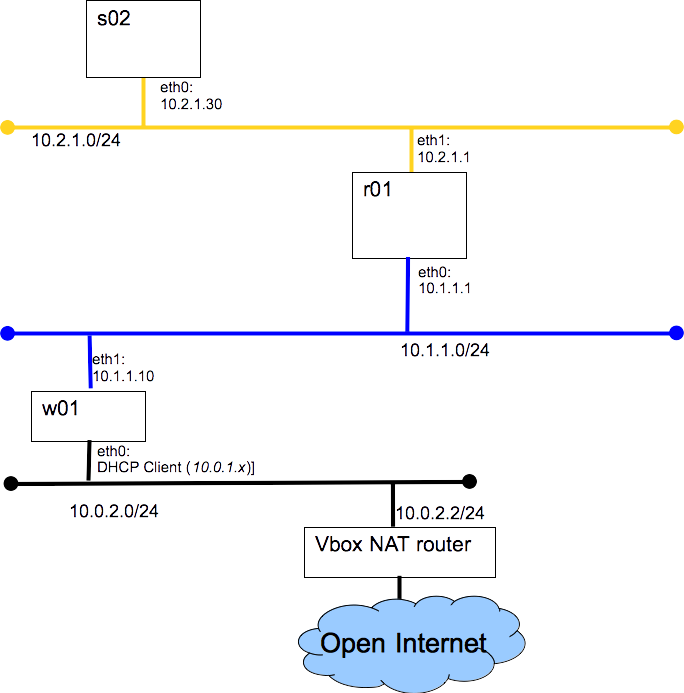 s02
eth0:
10.2.1.30
10.2.1.0/24
eth1:
10.2.1.1
r01
eth0:
10.1.1.1
10.1.1.0/24
eth1:
10.1.1.10
w01
eth0:
DHCP Client (10.0.1.x)]
10.0.2.0/24
10.0.2.2/24
Vbox NAT router
Open Internet